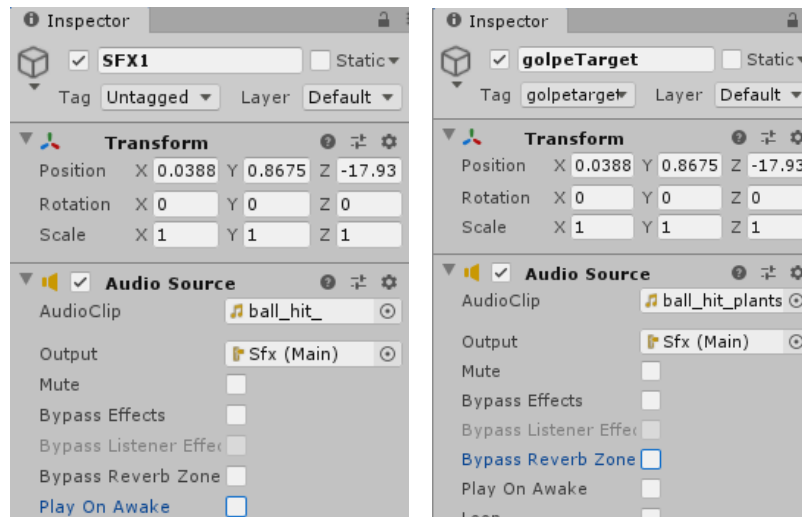 Inspector
SFX1 Static
Tag Untagged Layer Default
Transform
Position X 0.0388 Y 0.8675 Z -17.93
Rotation X 0 Y 0 Z 0
Scale X 1 Y 1 Z 1
Audio Source
AudioClip ball_hit_
Output Sfx (Main)
Mute
Bypass Effects
Bypass Listener Effec
Bypass Reverb Zone
Play On Awake
Inspector
golpeTarget Static
Tag golpetarget Layer Default
Transform
Position X 0.0388 Y 0.8675 Z -17.93
Rotation X 0 Y 0 Z 0
Scale X 1 Y 1 Z 1
Audio Source
AudioClip ball_hit_plants
Output Sfx (Main)
Mute
Bypass Effects
Bypass Listener Effec
Bypass Reverb Zone
Play On Awake